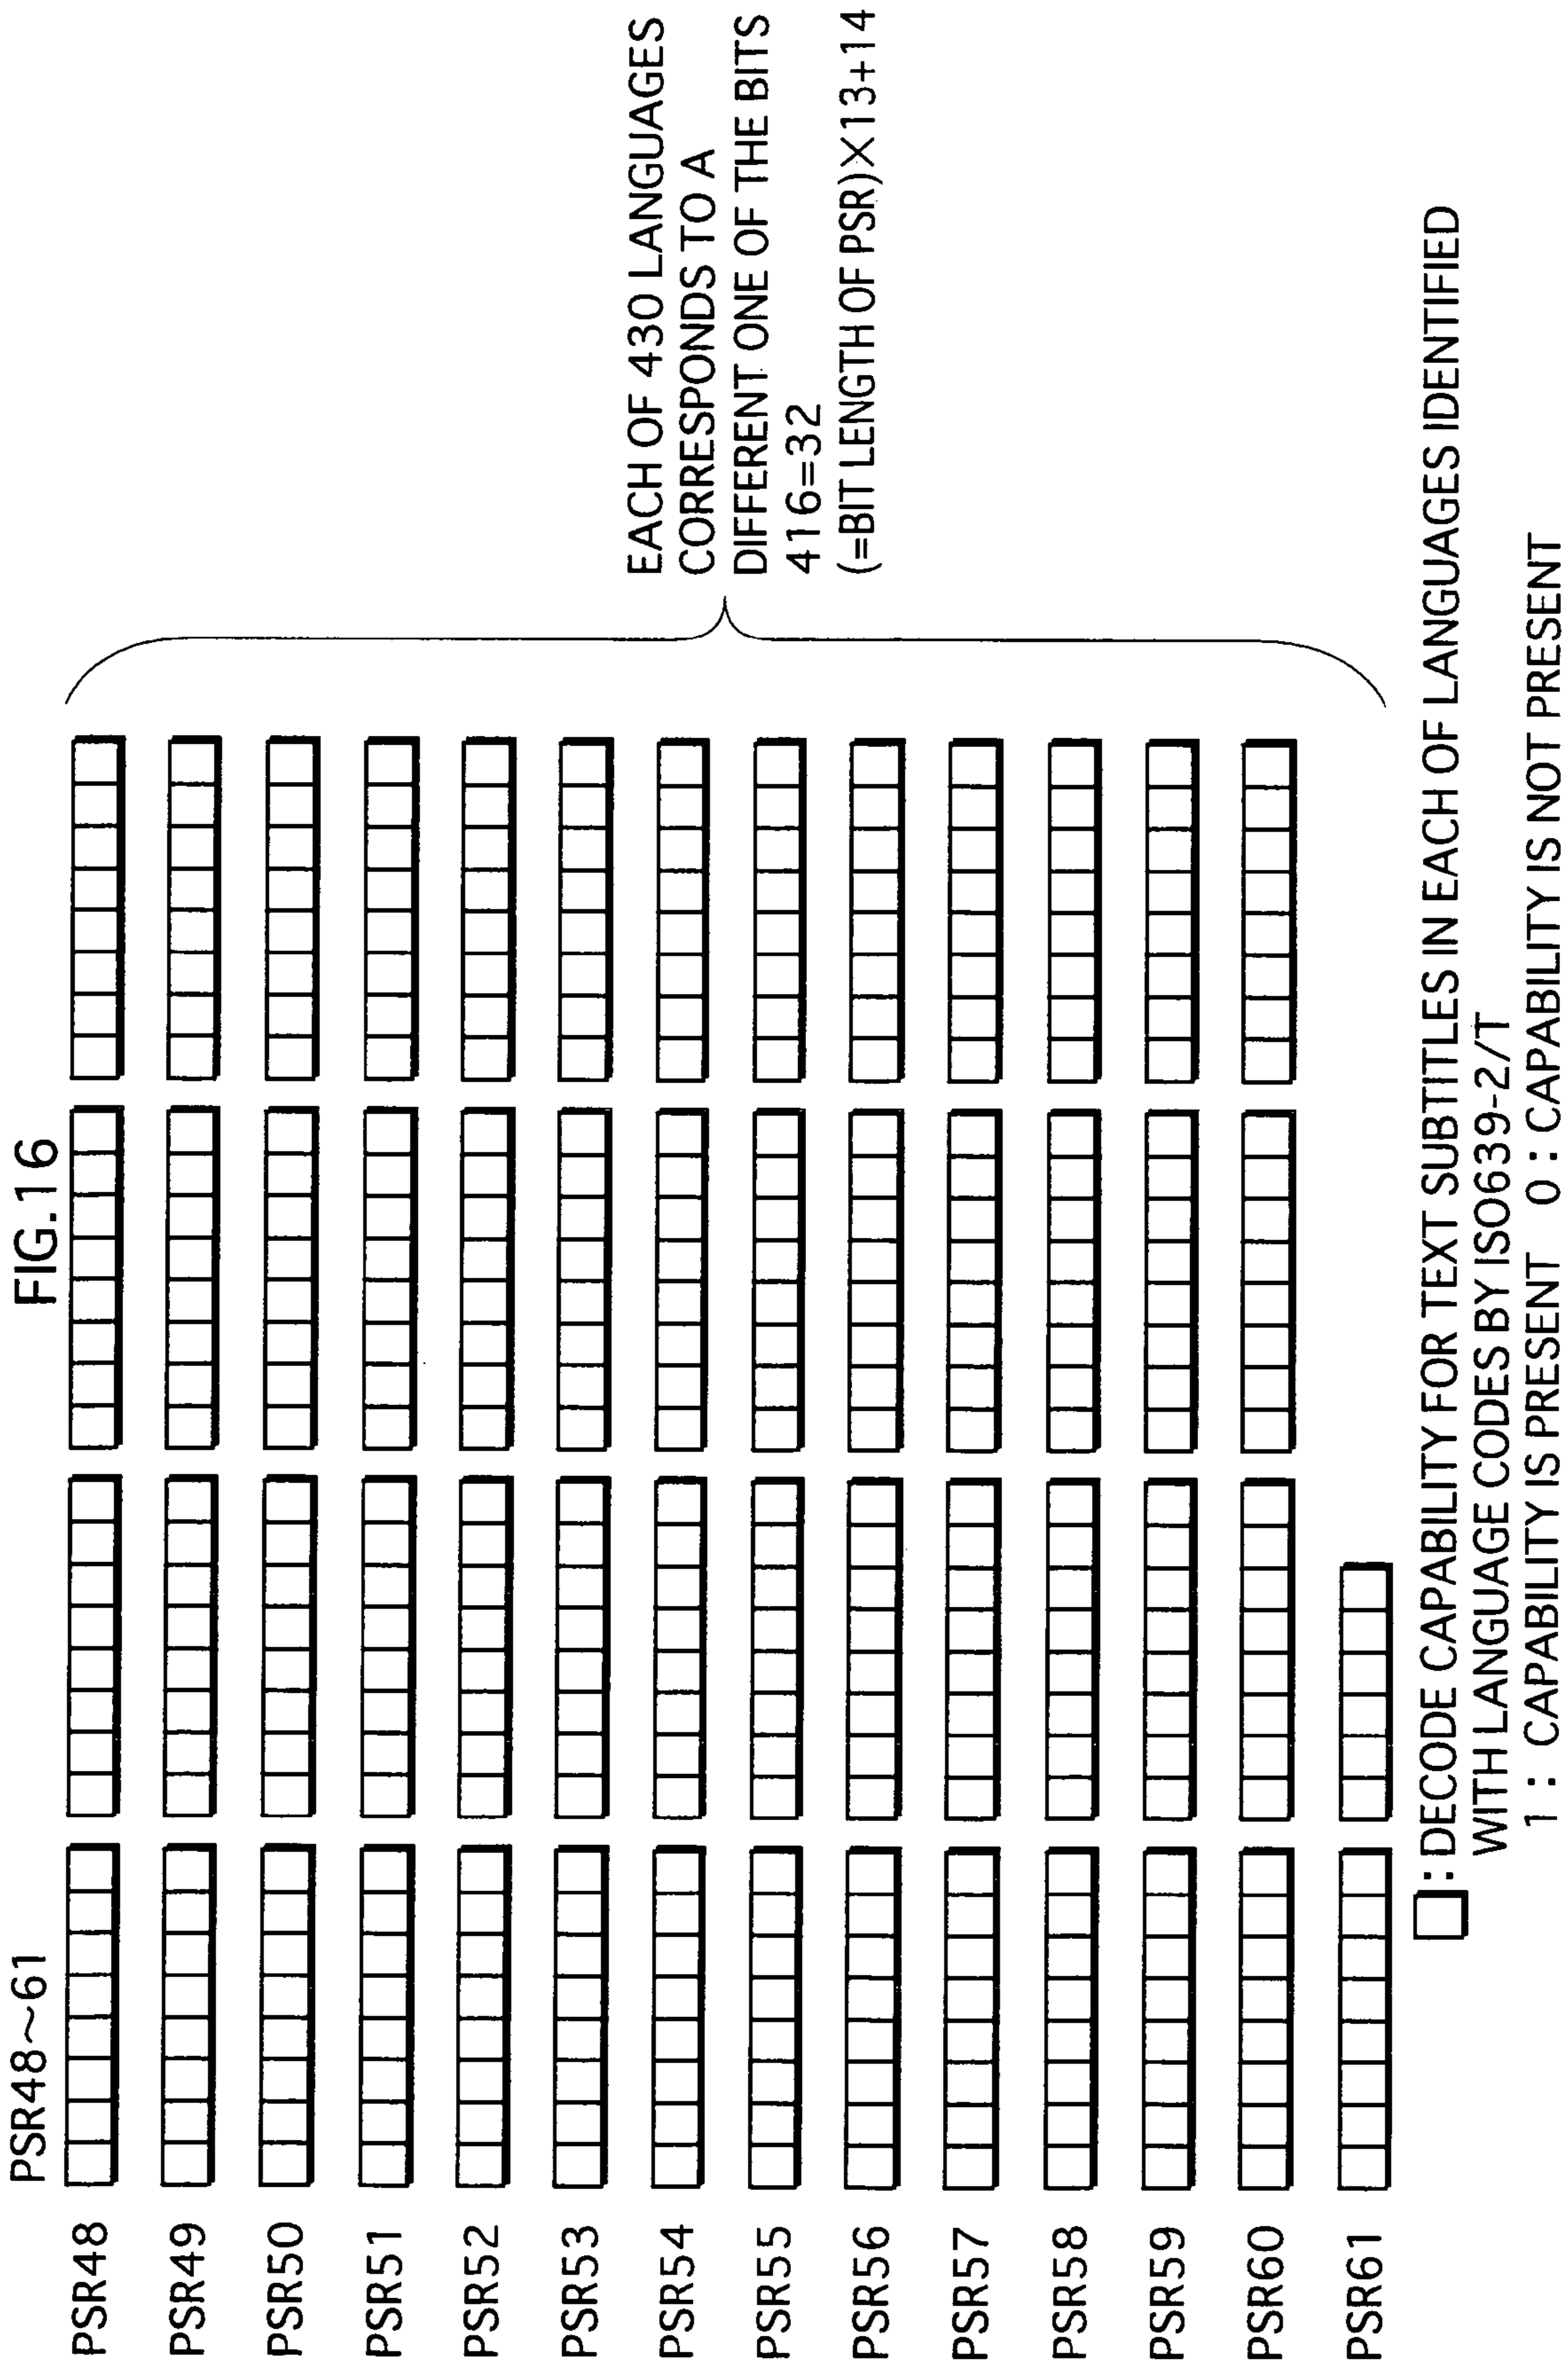 FIG.16
PSR48~61
PSR48
PSR49
PSR50
PSR51
PSR52
PSR53
PSR54
PSR55
PSR56
PSR57
PSR58
PSR59
PSR60
PSR61
EACH OF 430 LANGUAGES
CORRESPONDS TO A
DIFFERENT ONE OF THE BITS
416=32
(=BIT LENGTH OF PSR)×13+14
: DECODE CAPABILITY FOR TEXT SUBTITLES IN EACH OF LANGUAGES IDENTIFIED
WITH LANGUAGE CODES BY ISO639-2/T
1 : CAPABILITY IS PRESENT 0 : CAPABILITY IS NOT PRESENT